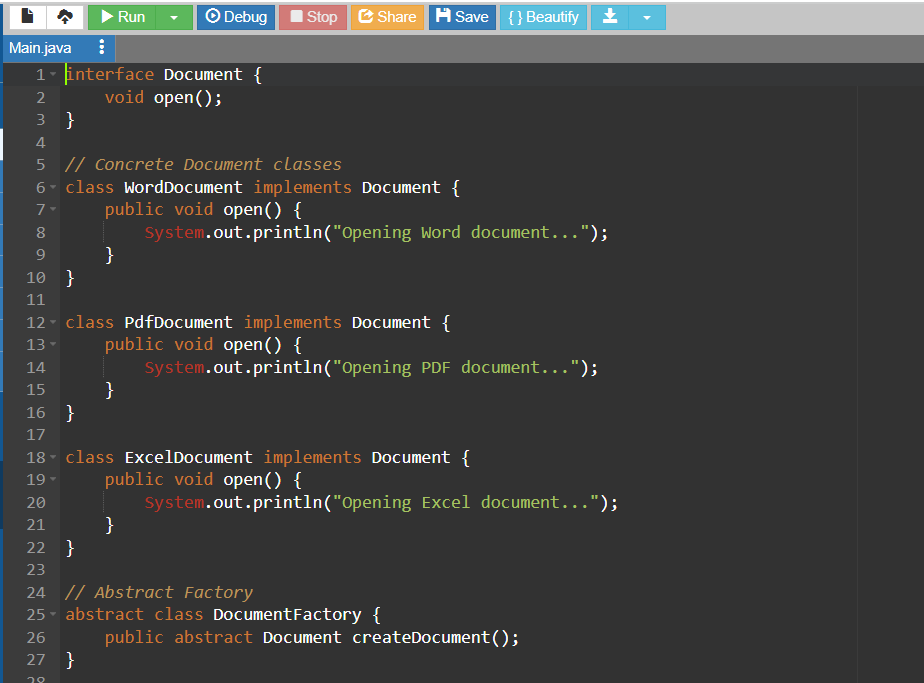 Run Debug Stop Share Save { } Beautify
Main.java
1 interface Document {
2     void open();
3 }
4
5 // Concrete Document classes
6 class WordDocument implements Document {
7     public void open() {
8         System.out.println("Opening Word document...");
9     }
10 }
11
12 class PdfDocument implements Document {
13     public void open() {
14         System.out.println("Opening PDF document...");
15     }
16 }
17
18 class ExcelDocument implements Document {
19     public void open() {
20         System.out.println("Opening Excel document...");
21     }
22 }
23
24 // Abstract Factory
25 abstract class DocumentFactory {
26     public abstract Document createDocument();
27 }
28